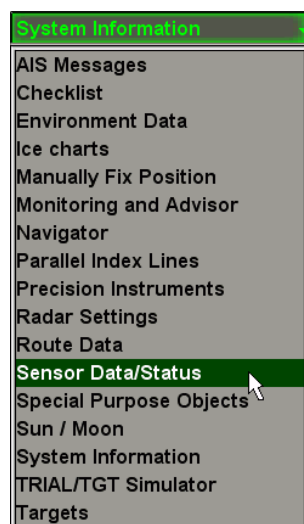 System Information
AIS Messages
Checklist
Environment Data
Ice charts
Manually Fix Position
Monitoring and Advisor
Navigator
Parallel Index Lines
Precision Instruments
Radar Settings
Route Data
Sensor Data/Status
Special Purpose Objects
Sun / Moon
System Information
TRIAL/TGT Simulator
Targets